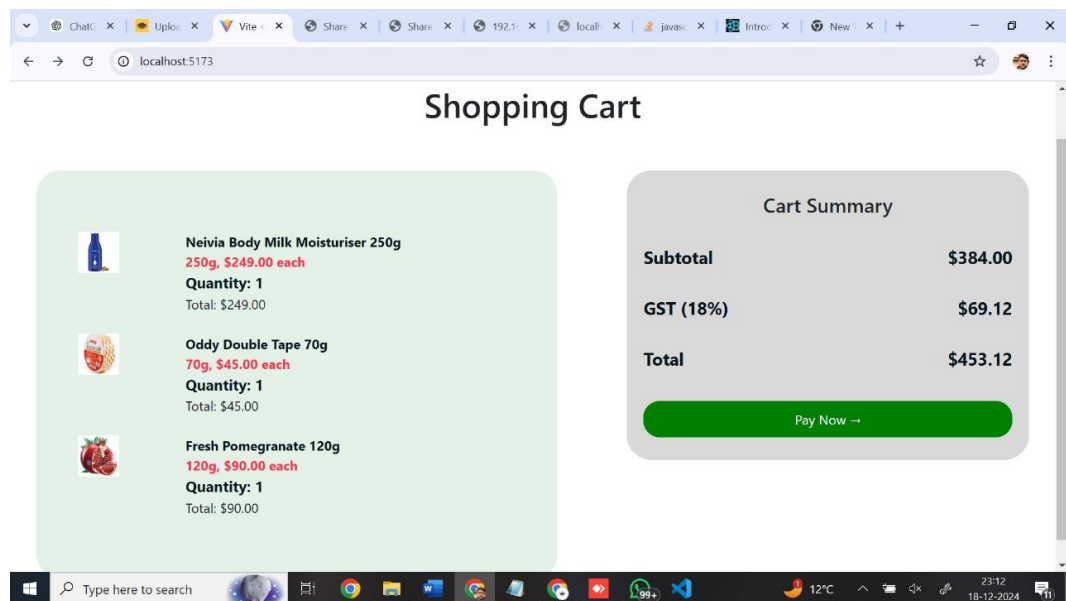 ChatG
Uploa
Vite +
Share
Share
192.1
localh
javasc
Introd
New T
localhost:5173
Shopping Cart
Neivia Body Milk Moisturiser 250g
250g, $249.00 each
Quantity: 1
Total: $249.00
Oddy Double Tape 70g
70g, $45.00 each
Quantity: 1
Total: $45.00
Fresh Pomegranate 120g
120g, $90.00 each
Quantity: 1
Total: $90.00
Cart Summary
Subtotal $384.00
GST (18%) $69.12
Total $453.12
Pay Now →
Type here to search
99+
12°C
23:12
18-12-2024
11